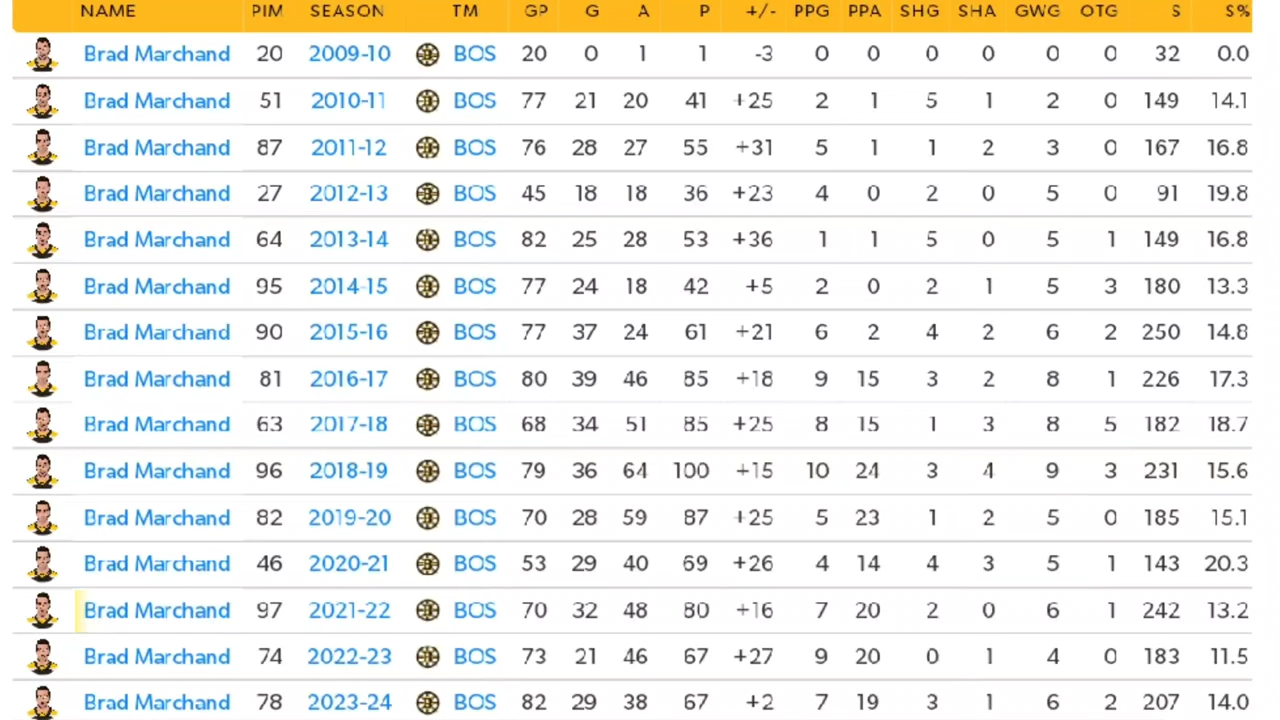 NAME PIM SEASON TM GP G A P +/- PPG PPA SHG SHA GWG OTG S S%
Brad Marchand 20 2009-10 BOS 20 0 1 1 -3 0 0 0 0 0 0 32 0.0
Brad Marchand 51 2010-11 BOS 77 21 20 41 +25 2 1 5 1 2 0 149 14.1
Brad Marchand 87 2011-12 BOS 76 28 27 55 +31 5 1 1 2 3 0 167 16.8
Brad Marchand 27 2012-13 BOS 45 18 18 36 +23 4 0 2 0 5 0 91 19.8
Brad Marchand 64 2013-14 BOS 82 25 28 53 +36 1 1 5 0 5 1 149 16.8
Brad Marchand 95 2014-15 BOS 77 24 18 42 +5 2 0 2 1 5 3 180 13.3
Brad Marchand 90 2015-16 BOS 77 37 24 61 +21 6 2 4 2 6 2 250 14.8
Brad Marchand 81 2016-17 BOS 80 39 46 85 +18 9 15 3 2 8 1 226 17.3
Brad Marchand 63 2017-18 BOS 68 34 51 85 +25 8 15 1 3 8 5 182 18.7
Brad Marchand 96 2018-19 BOS 79 36 64 100 +15 10 24 3 4 9 3 231 15.6
Brad Marchand 82 2019-20 BOS 70 28 59 87 +25 5 23 1 2 5 0 185 15.1
Brad Marchand 46 2020-21 BOS 53 29 40 69 +26 4 14 4 3 5 1 143 20.3
Brad Marchand 97 2021-22 BOS 70 32 48 80 +16 7 20 2 0 6 1 242 13.2
Brad Marchand 74 2022-23 BOS 73 21 46 67 +27 9 20 0 1 4 0 183 11.5
Brad Marchand 78 2023-24 BOS 82 29 38 67 +2 7 19 3 1 6 2 207 14.0